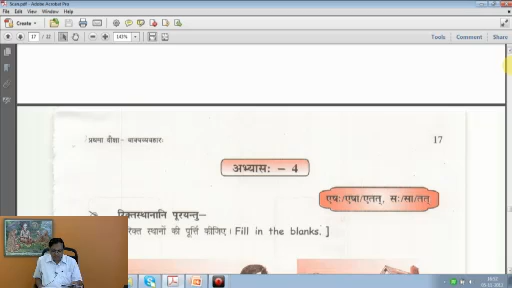 Scan.pdf - Adobe Acrobat Pro
File Edit View Window Help
Create
17 / 22
143%
Tools Comment Share
प्रथमा दीक्षा - वाक्यव्यवहारः
17
अभ्यासः - 4
एषः/एषा/एतत्, सः/सा/तत्
रिक्तस्थानानि पूरयन्तु-
रिक्त स्थानों की पूर्ति कीजिए। Fill in the blanks. ]